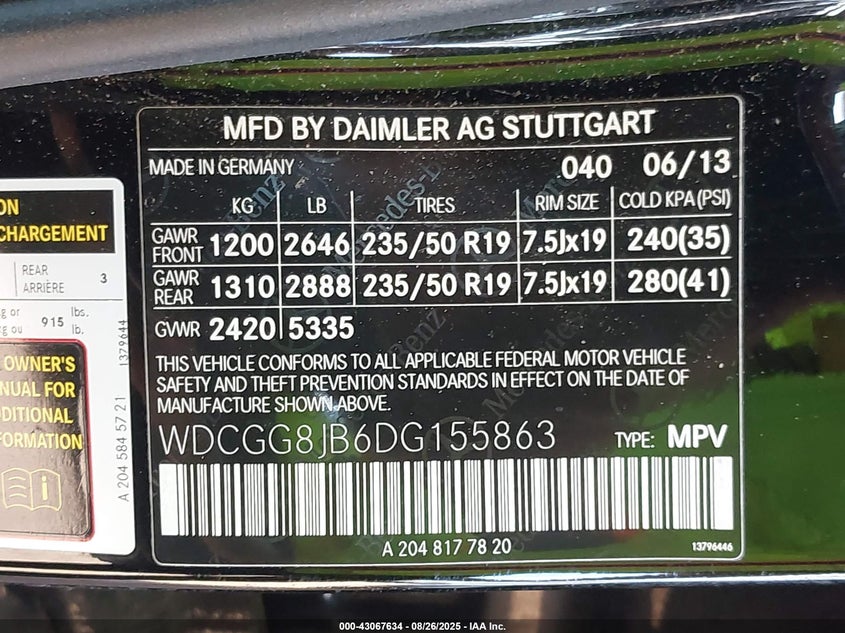 ON
CHARGEMENT
REAR
ARRIÈRE 3
kg or
kg ou 915 lbs.
lb.
OWNER'S
NUAL FOR
DDITIONAL
FORMATION
i
A 204 584 57 21 1379644
MFD BY DAIMLER AG STUTTGART
MADE IN GERMANY 040 06/13
KG LB TIRES RIM SIZE COLD KPA(PSI)
GAWR FRONT 1200 2646 235/50 R19 7.5Jx19 240(35)
GAWR REAR 1310 2888 235/50 R19 7.5Jx19 280(41)
GVWR 2420 5335
THIS VEHICLE CONFORMS TO ALL APPLICABLE FEDERAL MOTOR VEHICLE
SAFETY AND THEFT PREVENTION STANDARDS IN EFFECT ON THE DATE OF
MANUFACTURE SHOWN ABOVE.
WDCGG8JB6DG155863 TYPE: MPV
A 204 817 78 20 13796446
000-43067634 - 08/26/2025 - IAA Inc.